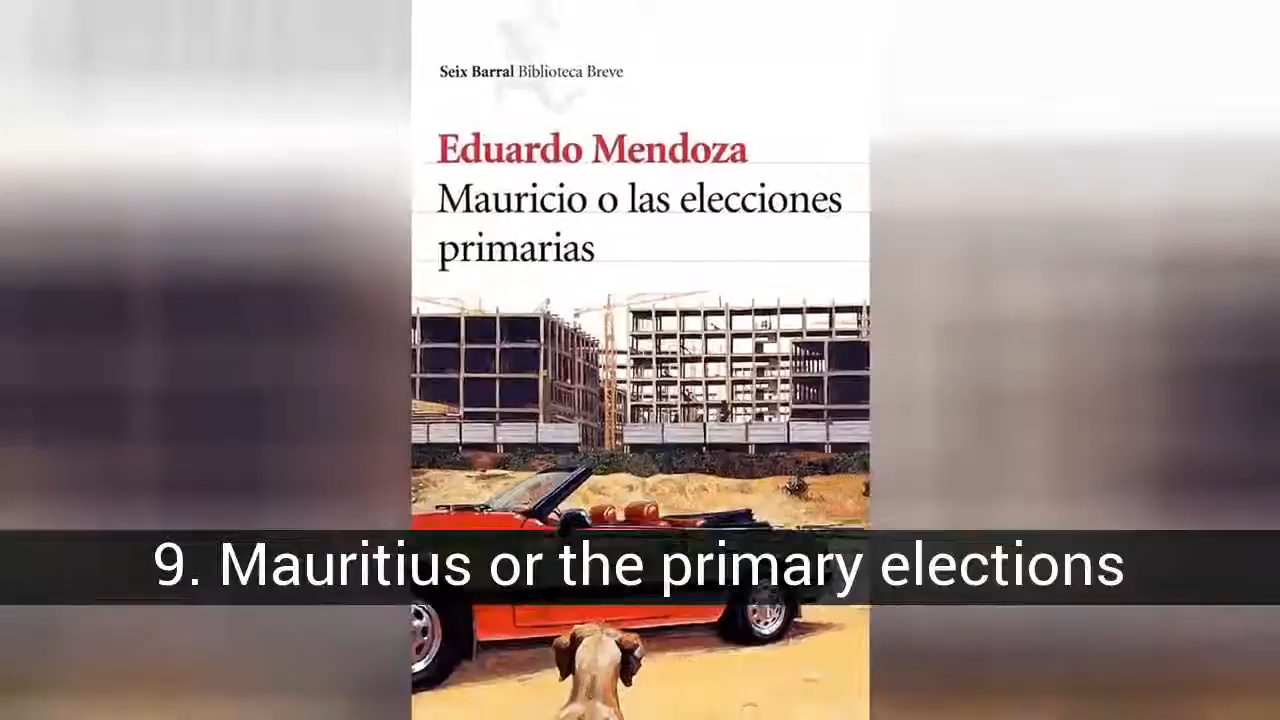 Seix Barral Biblioteca Breve
Eduardo Mendoza
Mauricio o las elecciones
primarias
9. Mauritius or the primary elections